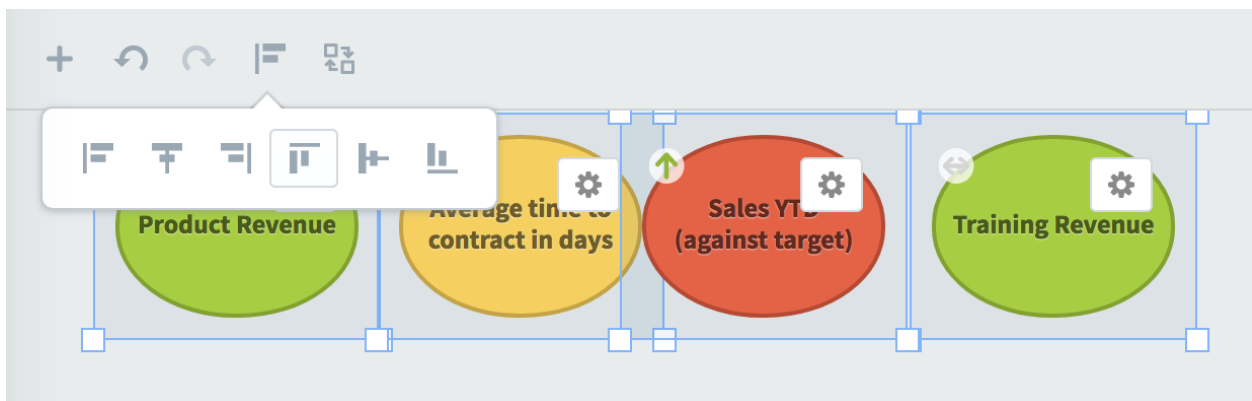 Product Revenue
Average time to
contract in days
Sales YTD
(against target)
Training Revenue